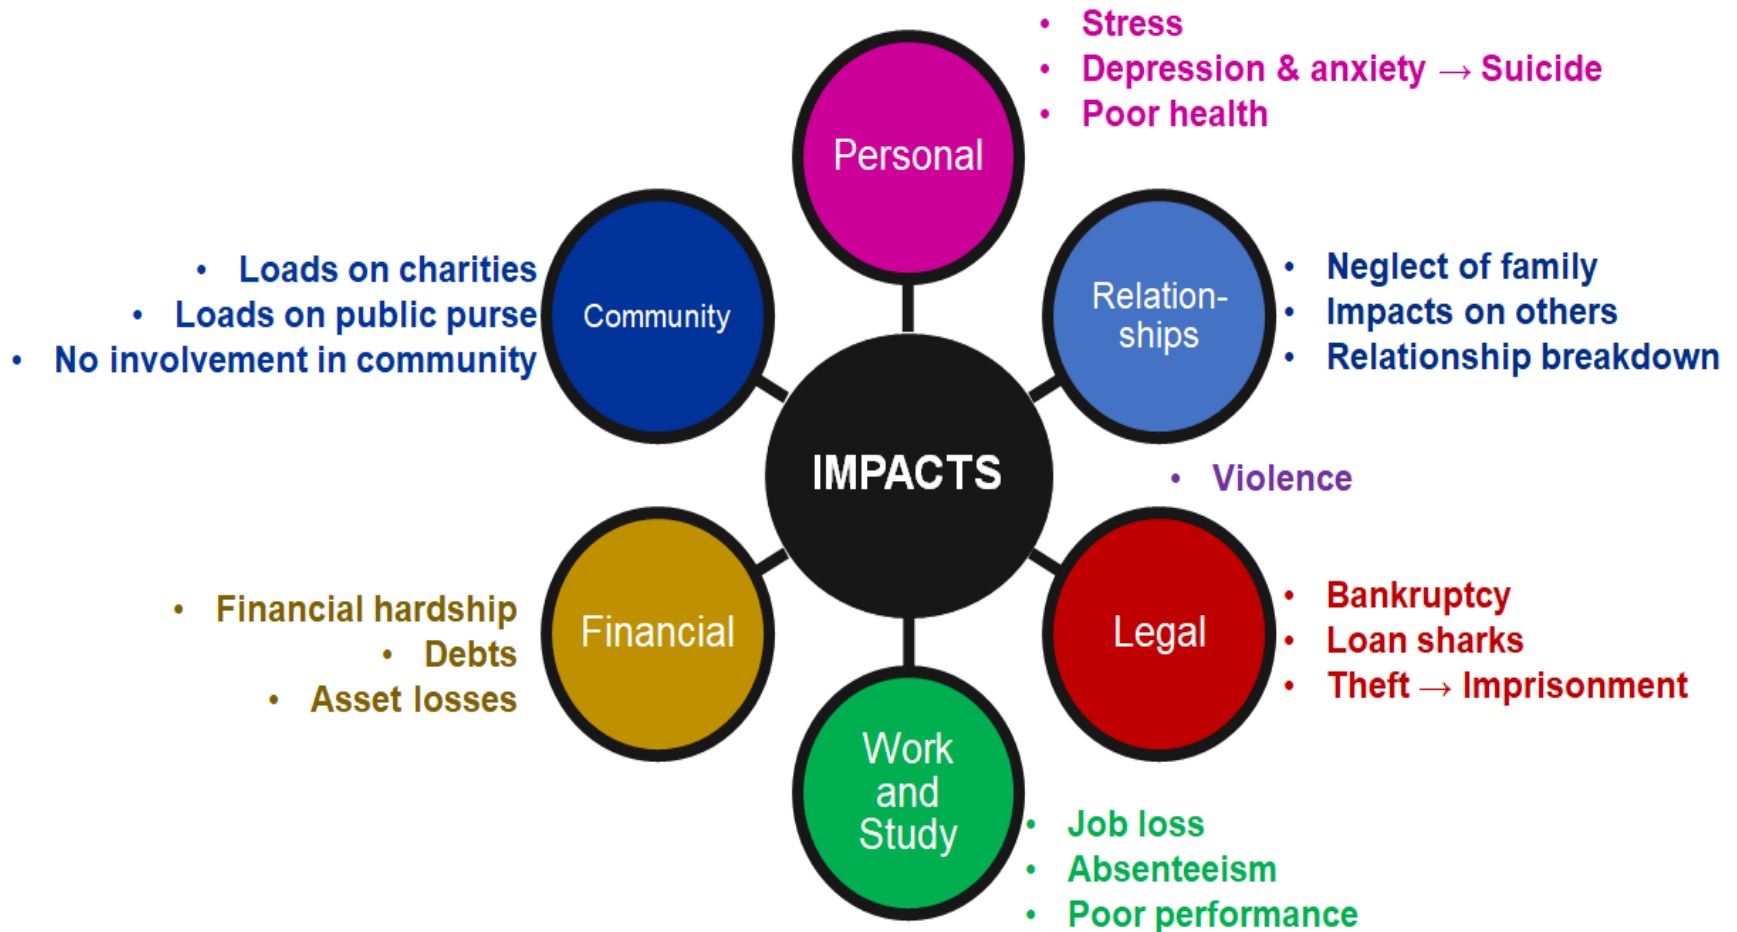 • Stress
• Depression & anxiety → Suicide
• Poor health
Personal
• Loads on charities
• Loads on public purse
• No involvement in community
Community
Relation-
ships
• Neglect of family
• Impacts on others
• Relationship breakdown
IMPACTS
• Violence
• Financial hardship
• Debts
• Asset losses
Financial
Legal
• Bankruptcy
• Loan sharks
• Theft → Imprisonment
Work
and
Study
• Job loss
• Absenteeism
• Poor performance